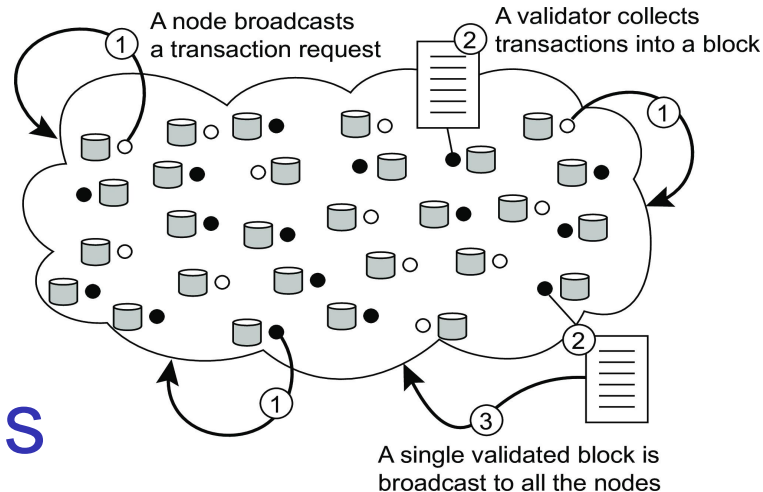 A node broadcasts
a transaction request
1
A validator collects
transactions into a block
2
1
1
2
3
A single validated block is
broadcast to all the nodes
s